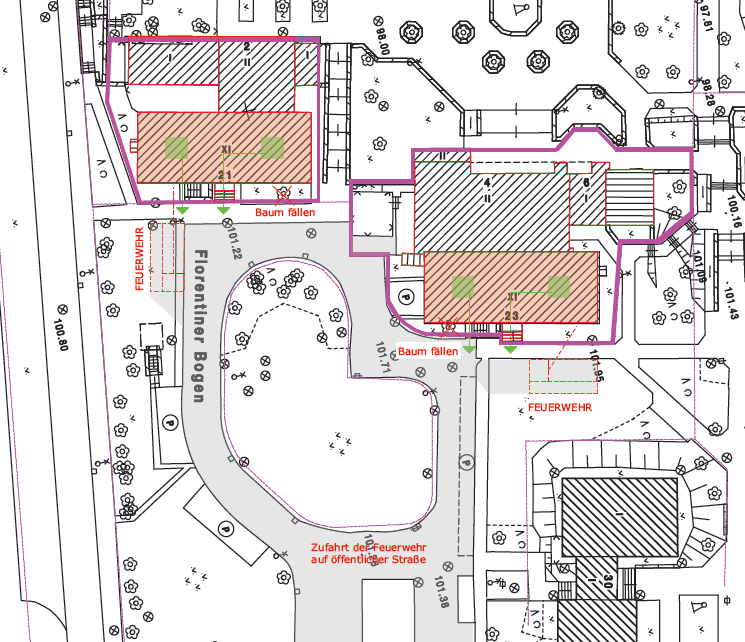 98.00
97.81
98.28
2
II
I
I
XI
21
Baum fällen
FEUERWEHR
101.22
Florentiner Bogen
100.80
II
4
II
6
I
100.16
101.09
101.43
P
XI
23
Baum fällen
101.71
101.95
FEUERWEHR
P
P
P
I
30
I
Zufahrt der Feuerwehr
auf öffentlicher Straße
101.38